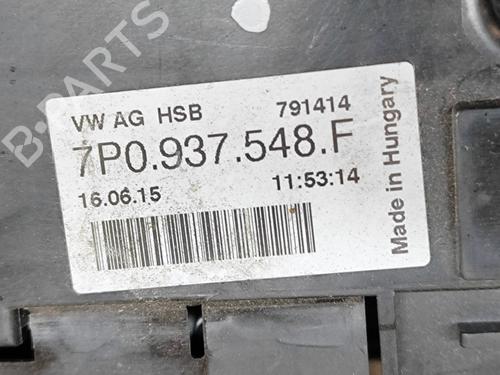 B-PARTS
VW AG HSB 791414
7P0.937.548.F
16.06.15 11:53:14
Made in Hungary